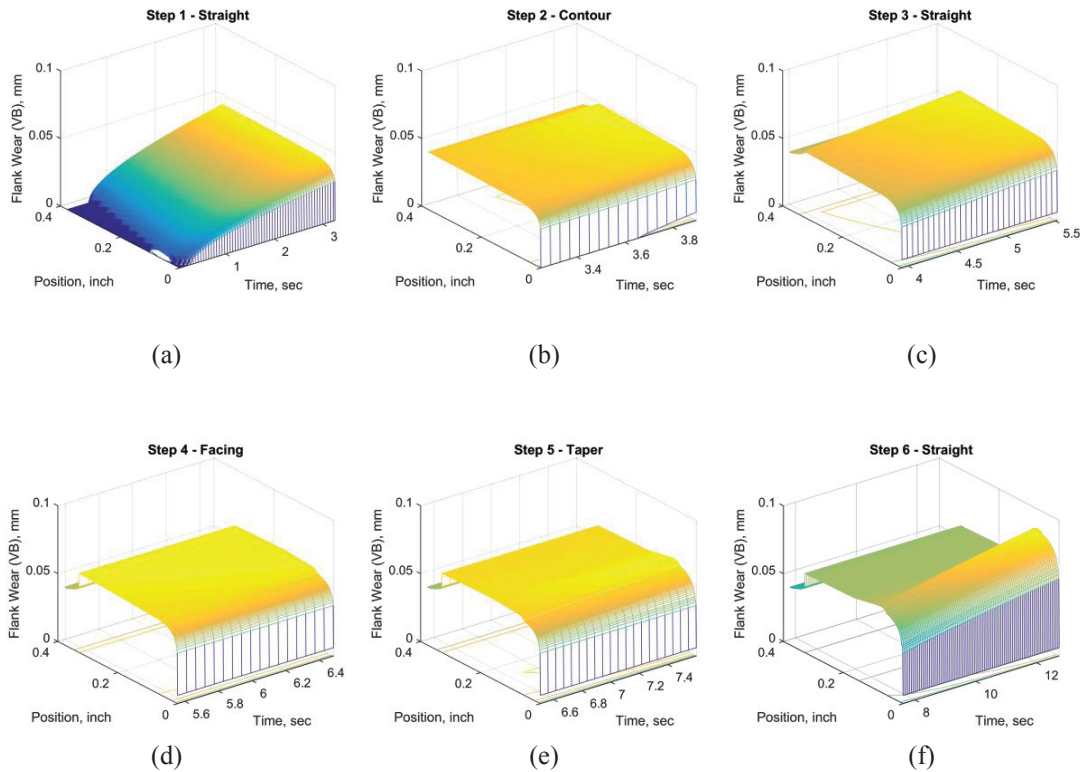 Step 1 - Straight
Step 2 - Contour
Step 3 - Straight
0.1
0.05
0
0.4
0.2
0
1
2
3
Flank Wear (VB), mm
Position, inch
Time, sec
0.1
0.05
0
0.4
0.2
0
3.4
3.6
3.8
Flank Wear (VB), mm
Position, inch
Time, sec
0.1
0.05
0
0.4
0.2
0
4
4.5
5
5.5
Flank Wear (VB), mm
Position, inch
Time, sec
(a)
(b)
(c)
Step 4 - Facing
Step 5 - Taper
Step 6 - Straight
0.1
0.05
0
0.4
0.2
0
5.6
5.8
6
6.2
6.4
Flank Wear (VB), mm
Position, inch
Time, sec
0.1
0.05
0
0.4
0.2
0
6.6
6.8
7
7.2
7.4
Flank Wear (VB), mm
Position, inch
Time, sec
0.1
0.05
0
0.4
0.2
0
8
10
12
Flank Wear (VB), mm
Position, inch
Time, sec
(d)
(e)
(f)